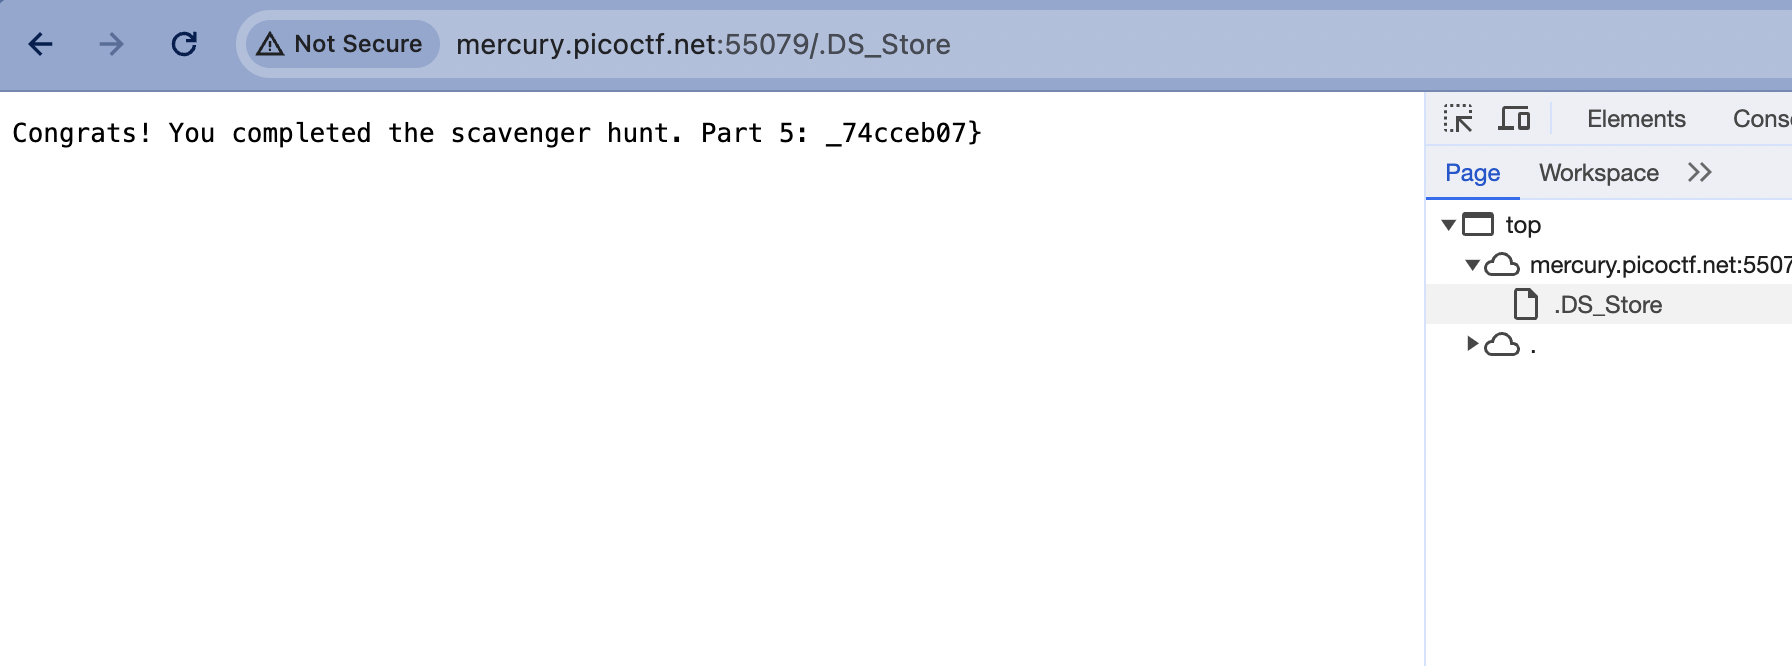 Not Secure mercury.picoctf.net:55079/.DS_Store
Congrats! You completed the scavenger hunt. Part 5: _74cceb07}
Elements Cons
Page Workspace
top
mercury.picoctf.net:5507
.DS_Store
.